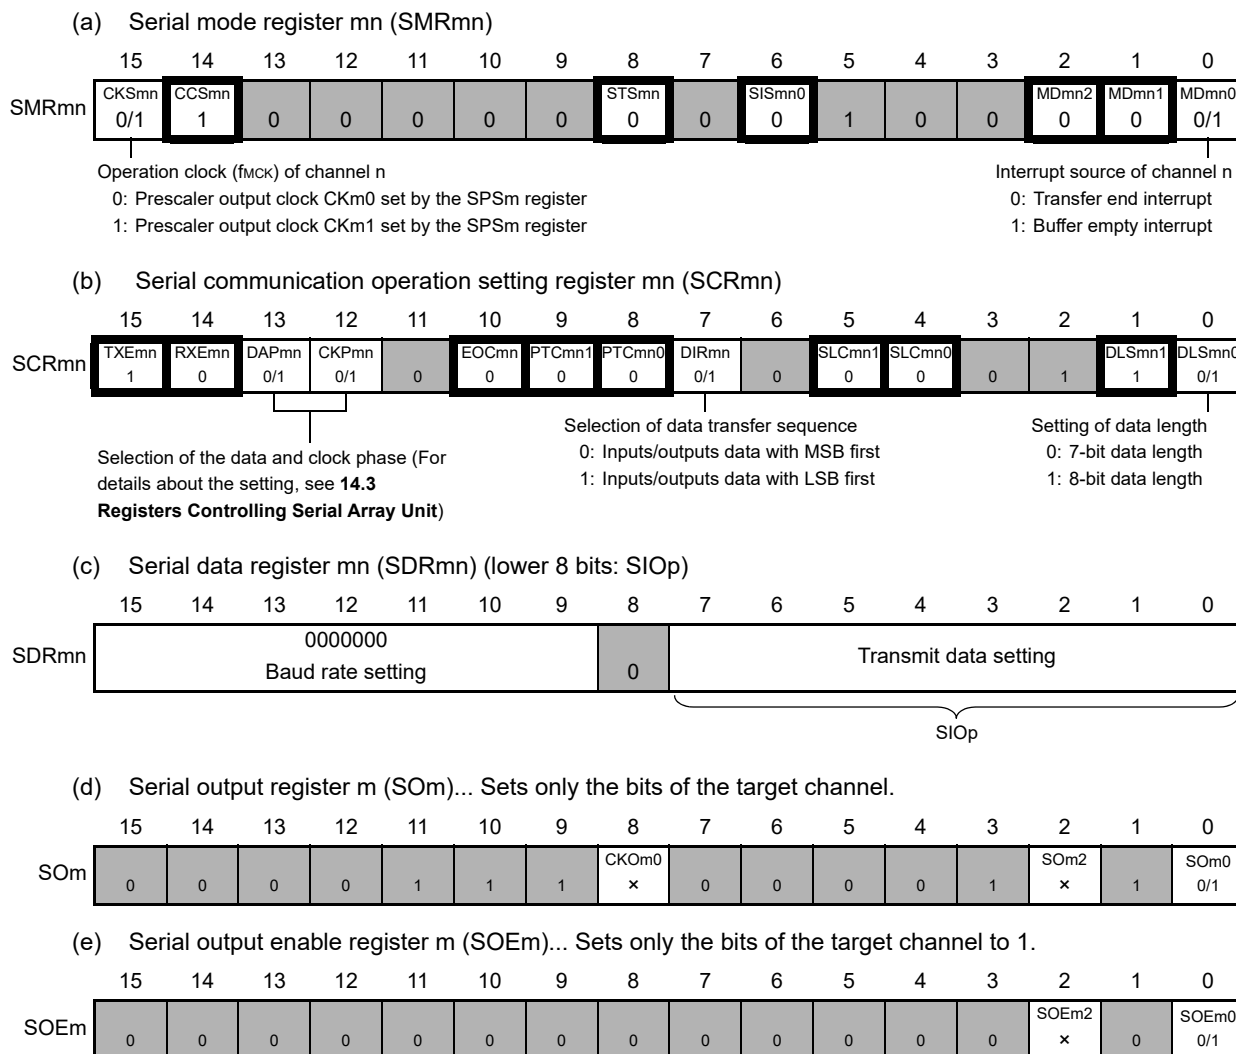 (a) Serial mode register mn (SMRmn)
15 14 13 12 11 10 9 8 7 6 5 4 3 2 1 0
CKSmn CCSmn STSmn SISmn0 MDmn2 MDmn1 MDmn0
SMRmn 0/1 1 0 0 0 0 0 0 0 0 1 0 0 0 0 0/1
Operation clock (fMCK) of channel n Interrupt source of channel n
0: Prescaler output clock CKm0 set by the SPSm register 0: Transfer end interrupt
1: Prescaler output clock CKm1 set by the SPSm register 1: Buffer empty interrupt
(b) Serial communication operation setting register mn (SCRmn)
15 14 13 12 11 10 9 8 7 6 5 4 3 2 1 0
TXEmn RXEmn DAPmn CKPmn EOCmn PTCmn1 PTCmn0 DIRmn SLCmn1 SLCmn0 DLSmn1 DLSmn0
SCRmn 1 0 0/1 0/1 0 0 0 0 0/1 0 0 0 0 1 1 0/1
Selection of data transfer sequence Setting of data length
0: Inputs/outputs data with MSB first 0: 7-bit data length
1: Inputs/outputs data with LSB first 1: 8-bit data length
Selection of the data and clock phase (For
details about the setting, see 14.3
Registers Controlling Serial Array Unit)
(c) Serial data register mn (SDRmn) (lower 8 bits: SIOp)
15 14 13 12 11 10 9 8 7 6 5 4 3 2 1 0
SDRmn 0000000
Baud rate setting 0 Transmit data setting
SIOp
(d) Serial output register m (SOm)... Sets only the bits of the target channel.
15 14 13 12 11 10 9 8 7 6 5 4 3 2 1 0
CKOm0 SOm2 SOm0
SOm 0 0 0 0 1 1 1 × 0 0 0 0 1 × 1 0/1
(e) Serial output enable register m (SOEm)... Sets only the bits of the target channel to 1.
15 14 13 12 11 10 9 8 7 6 5 4 3 2 1 0
SOEm2 SOEm0
SOEm 0 0 0 0 0 0 0 0 0 0 0 0 0 × 0 0/1